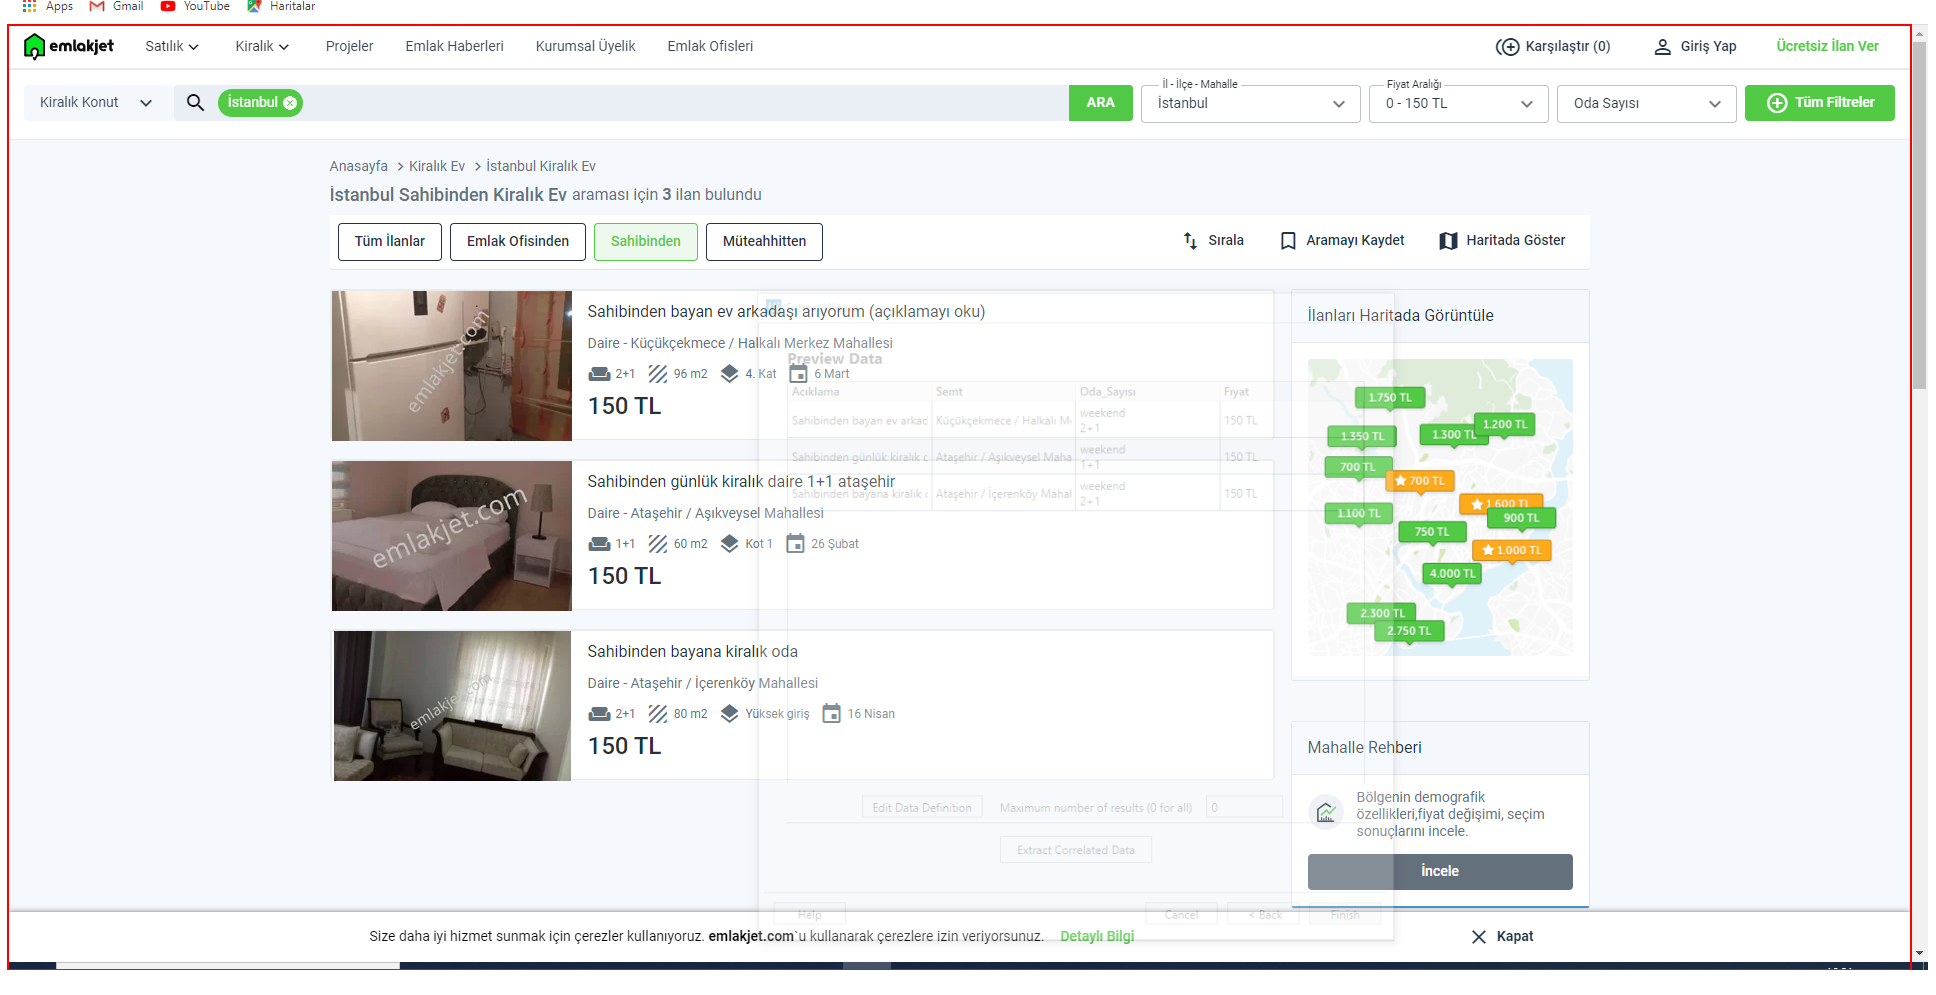 Apps Gmail YouTube Haritalar
emlakjet Satılık Kiralık Projeler Emlak Haberleri Kurumsal Üyelik Emlak Ofisleri Karşılaştır (0) Giriş Yap Ücretsiz İlan Ver
İl - İlçe - Mahalle Fiyat Aralığı
Kiralık Konut İstanbul ARA İstanbul 0 - 150 TL Oda Sayısı Tüm Filtreler
Anasayfa > Kiralık Ev > İstanbul Kiralık Ev
İstanbul Sahibinden Kiralık Ev araması için 3 ilan bulundu
Tüm İlanlar Emlak Ofisinden Sahibinden Müteahhitten Sırala Aramayı Kaydet Haritada Göster
emlakjet.com
Sahibinden bayan ev arkadaşı arıyorum (açıklamayı oku)
Daire - Küçükçekmece / Halkalı Merkez Mahallesi
2+1 96 m2 4. Kat 6 Mart
150 TL
emlakjet.com
Sahibinden günlük kiralık daire 1+1 ataşehir
Daire - Ataşehir / Aşıkveysel Mahallesi
1+1 60 m2 Kot 1 26 Şubat
150 TL
emlakjet.com
Sahibinden bayana kiralık oda
Daire - Ataşehir / İçerenköy Mahallesi
2+1 80 m2 Yüksek giriş 16 Nisan
150 TL
Preview Data
Aciklama Semt Oda_Sayısı Fiyat
Sahibinden bayan ev arkad Küçükçekmece / Halkalı M weekend 2+1 150 TL
Sahibinden günlük kiralık d Ataşehir / Aşıkveysel Maha weekend 1+1 150 TL
Sahibinden bayana kiralık o Ataşehir / İçerenköy Mahal weekend 2+1 150 TL
Edit Data Definition Maximum number of results (0 for all) 0
Extract Correlated Data
Help Cancel < Back Finish
İlanları Haritada Görüntüle
1.750 TL
1.200 TL
1.350 TL
1.300 TL
700 TL
700 TL
1.600 TL
1.100 TL
900 TL
750 TL
1.000 TL
4.000 TL
2.300 TL
2.750 TL
Mahalle Rehberi
Bölgenin demografik
özellikleri,fiyat değişimi, seçim
sonuçlarını incele.
İncele
Size daha iyi hizmet sunmak için çerezler kullanıyoruz. emlakjet.com`u kullanarak çerezlere izin veriyorsunuz. Detaylı Bilgi Kapat